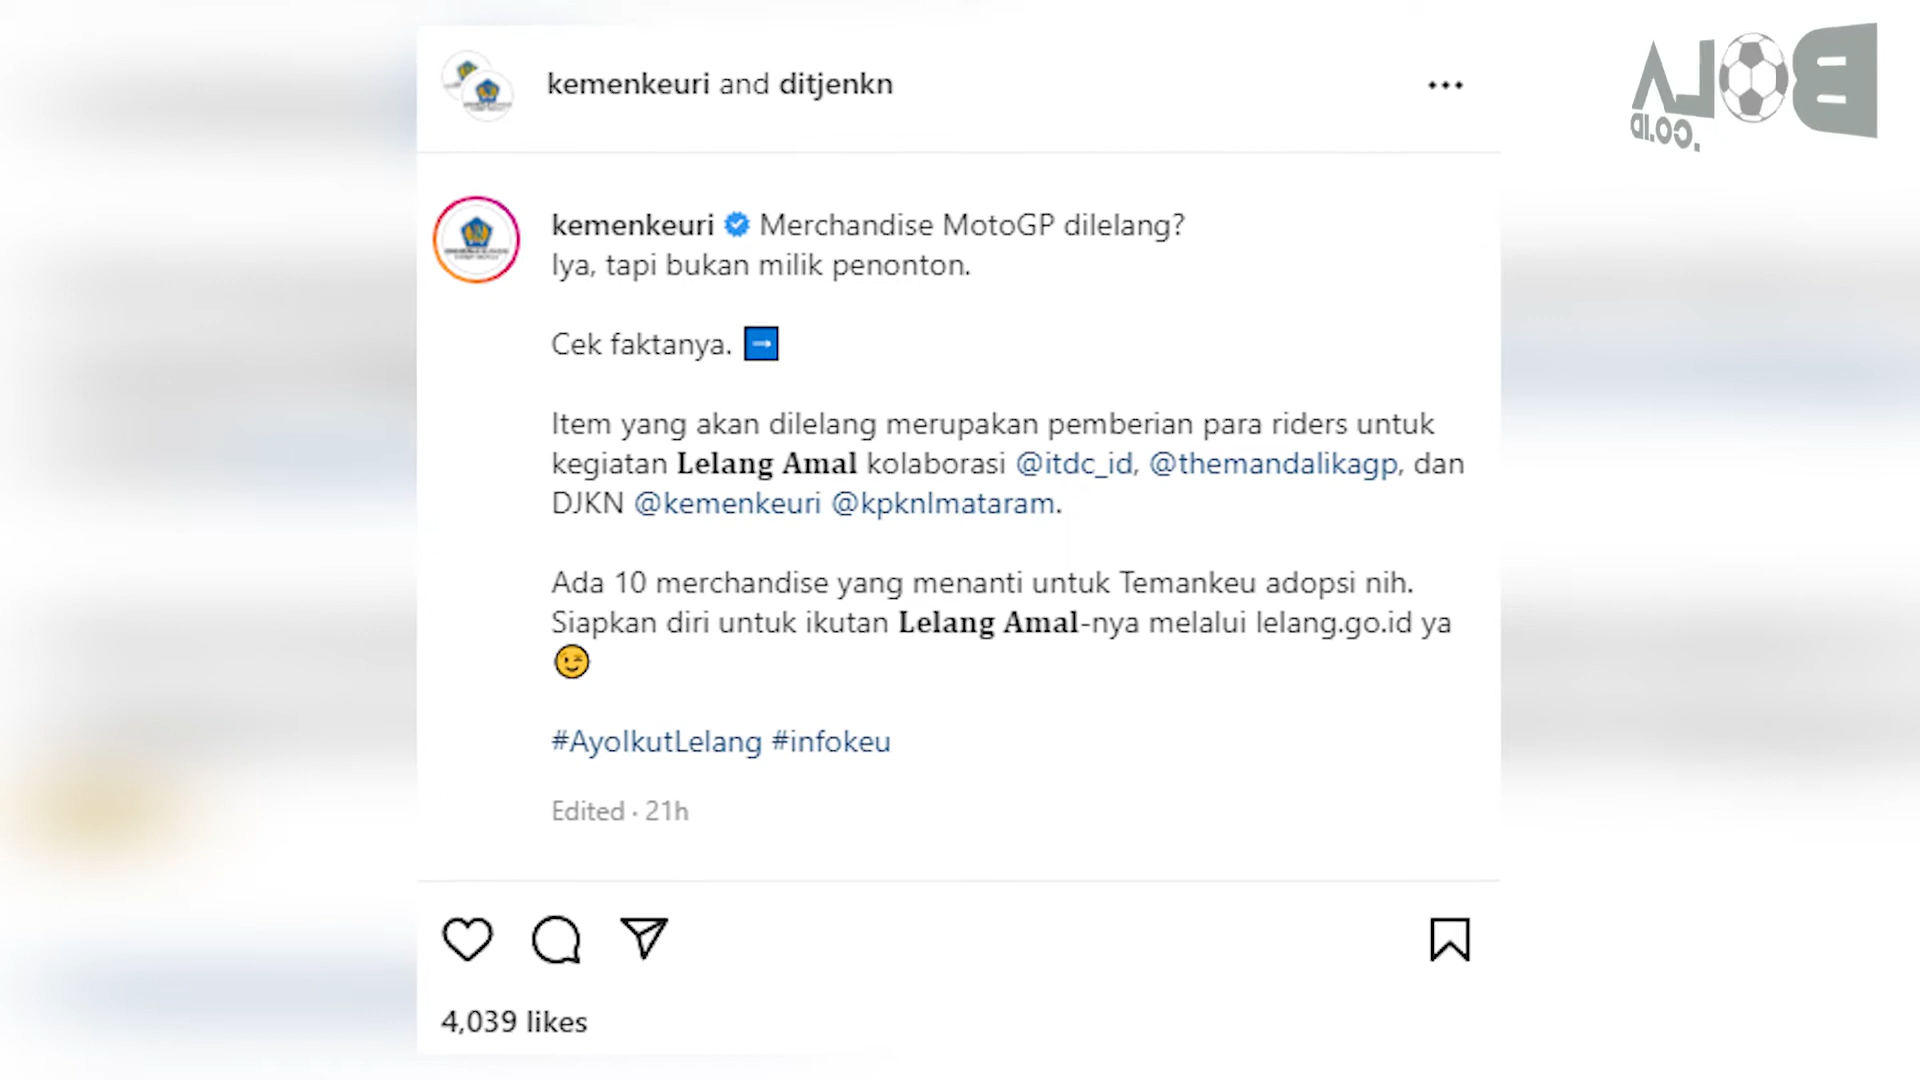 kemenkeuri and ditjenkn
BOLA
.CO.ID
kemenkeuri Merchandise MotoGP dilelang?
Iya, tapi bukan milik penonton.
Cek faktanya. ➡
Item yang akan dilelang merupakan pemberian para riders untuk
kegiatan Lelang Amal kolaborasi @itdc_id, @themandalikagp, dan
DJKN @kemenkeuri @kpknlmataram.
Ada 10 merchandise yang menanti untuk Temankeu adopsi nih.
Siapkan diri untuk ikutan Lelang Amal-nya melalui lelang.go.id ya
😉
#AyoIkutLelang #infokeu
Edited · 21h
4,039 likes